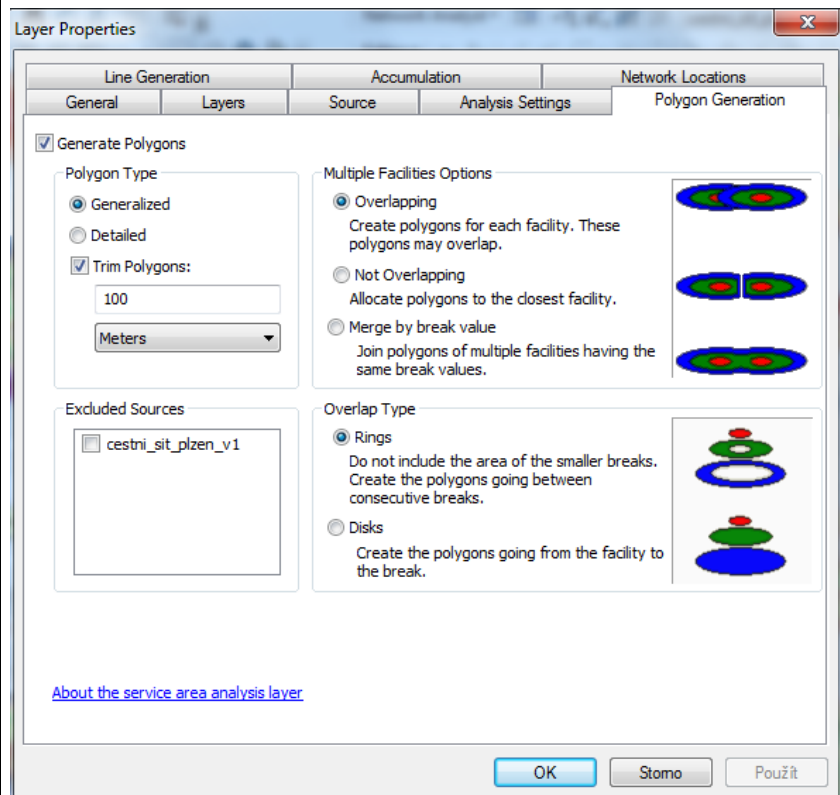 Layer Properties
Line Generation Accumulation Network Locations
General Layers Source Analysis Settings Polygon Generation
Generate Polygons
Polygon Type
Generalized
Detailed
Trim Polygons:
100
Meters
Multiple Facilities Options
Overlapping
Create polygons for each facility. These
polygons may overlap.
Not Overlapping
Allocate polygons to the closest facility.
Merge by break value
Join polygons of multiple facilities having the
same break values.
Excluded Sources
cestni_sit_plzen_v1
Overlap Type
Rings
Do not include the area of the smaller breaks.
Create the polygons going between
consecutive breaks.
Disks
Create the polygons going from the facility to
the break.
About the service area analysis layer
OK Storno Použít